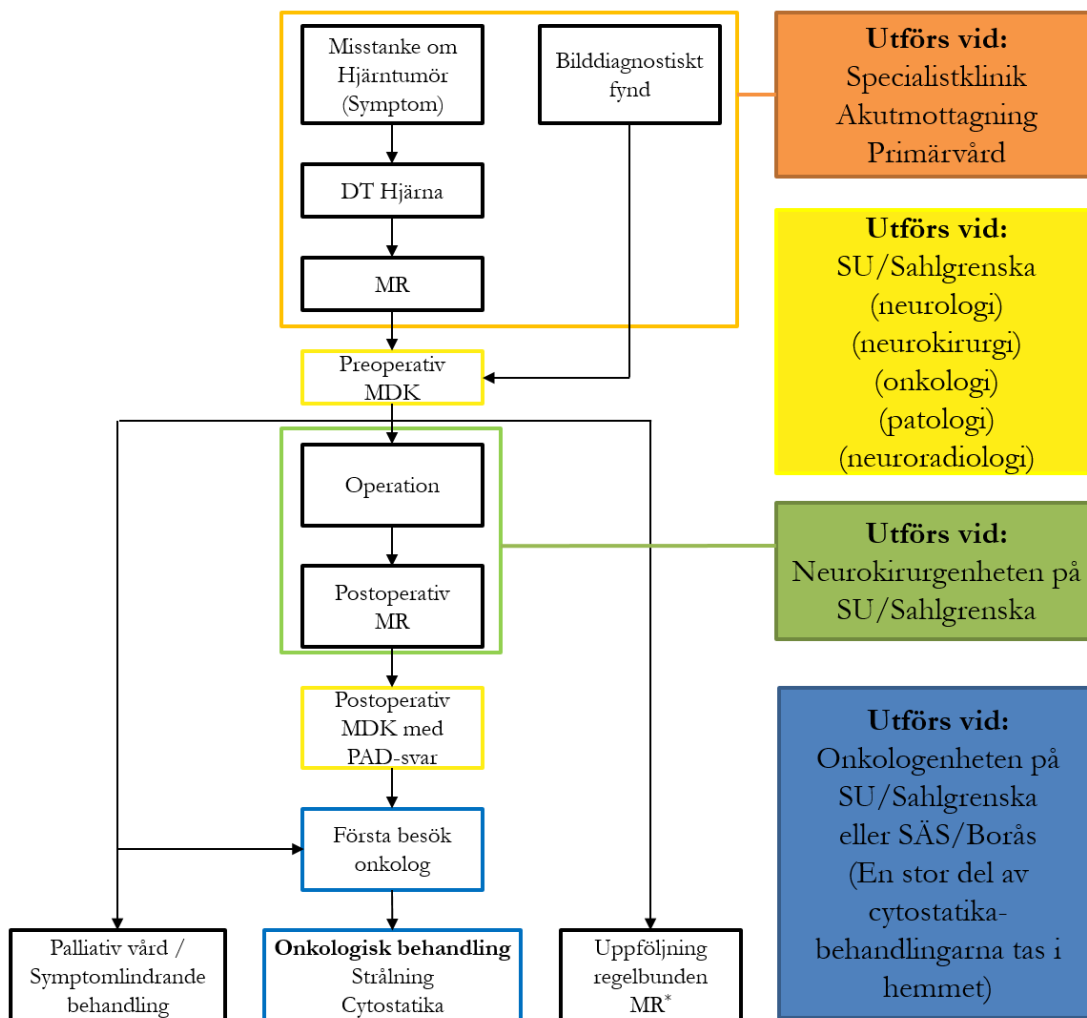 Misstanke om
Hjärntumör
(Symptom)
Bilddiagnostiskt
fynd
Utförs vid:
Specialistklinik
Akutmottagning
Primärvård
DT Hjärna
MR
Utförs vid:
SU/Sahlgrenska
(neurologi)
(neurokirurgi)
(onkologi)
(patologi)
(neuroradiologi)
Preoperativ
MDK
Operation
Postoperativ
MR
Utförs vid:
Neurokirurgenheten på
SU/Sahlgrenska
Postoperativ
MDK med
PAD-svar
Första besök
onkolog
Utförs vid:
Onkologenheten på
SU/Sahlgrenska
eller SÄS/Borås
(En stor del av
cytostatika-
behandlingarna tas i
hemmet)
Palliativ vård /
Symptomlindrande
behandling
Onkologisk behandling
Strålning
Cytostatika
Uppföljning
regelbunden
MR*